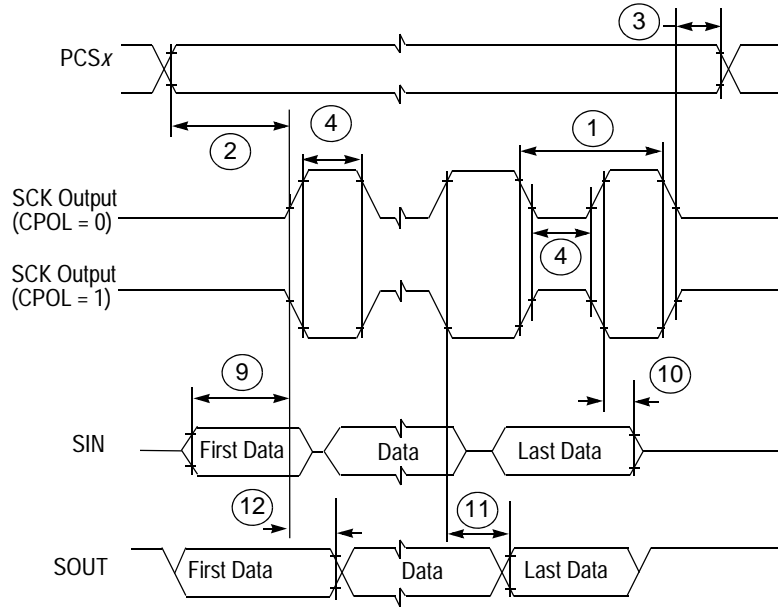 3
PCSx
2
4
1
SCK Output
(CPOL = 0)
4
SCK Output
(CPOL = 1)
9
10
SIN
First Data
Data
Last Data
12
11
SOUT
First Data
Data
Last Data